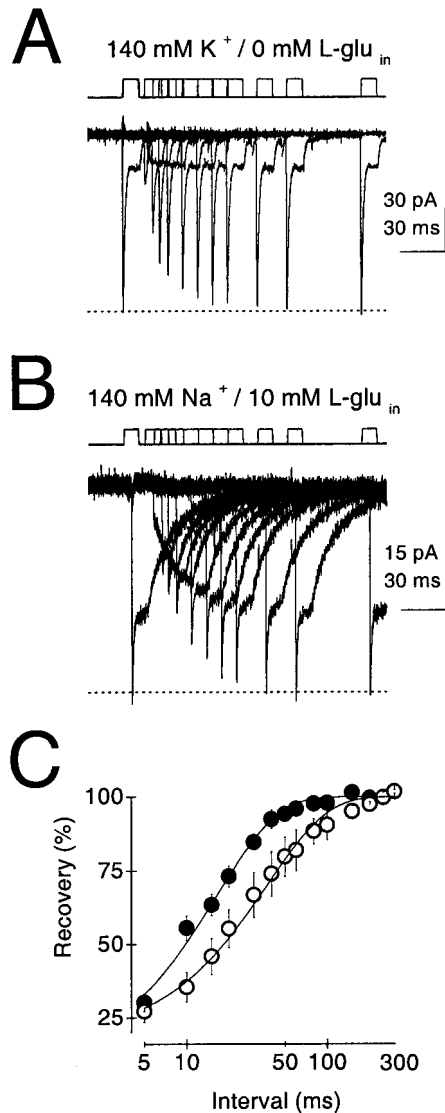 A
140 mM K + / 0 mM L-glu in
30 pA
30 ms
B
140 mM Na + / 10 mM L-glu in
15 pA
30 ms
C
100
75
50
25
Recovery (%)
5 10 50 100 300
Interval (ms)